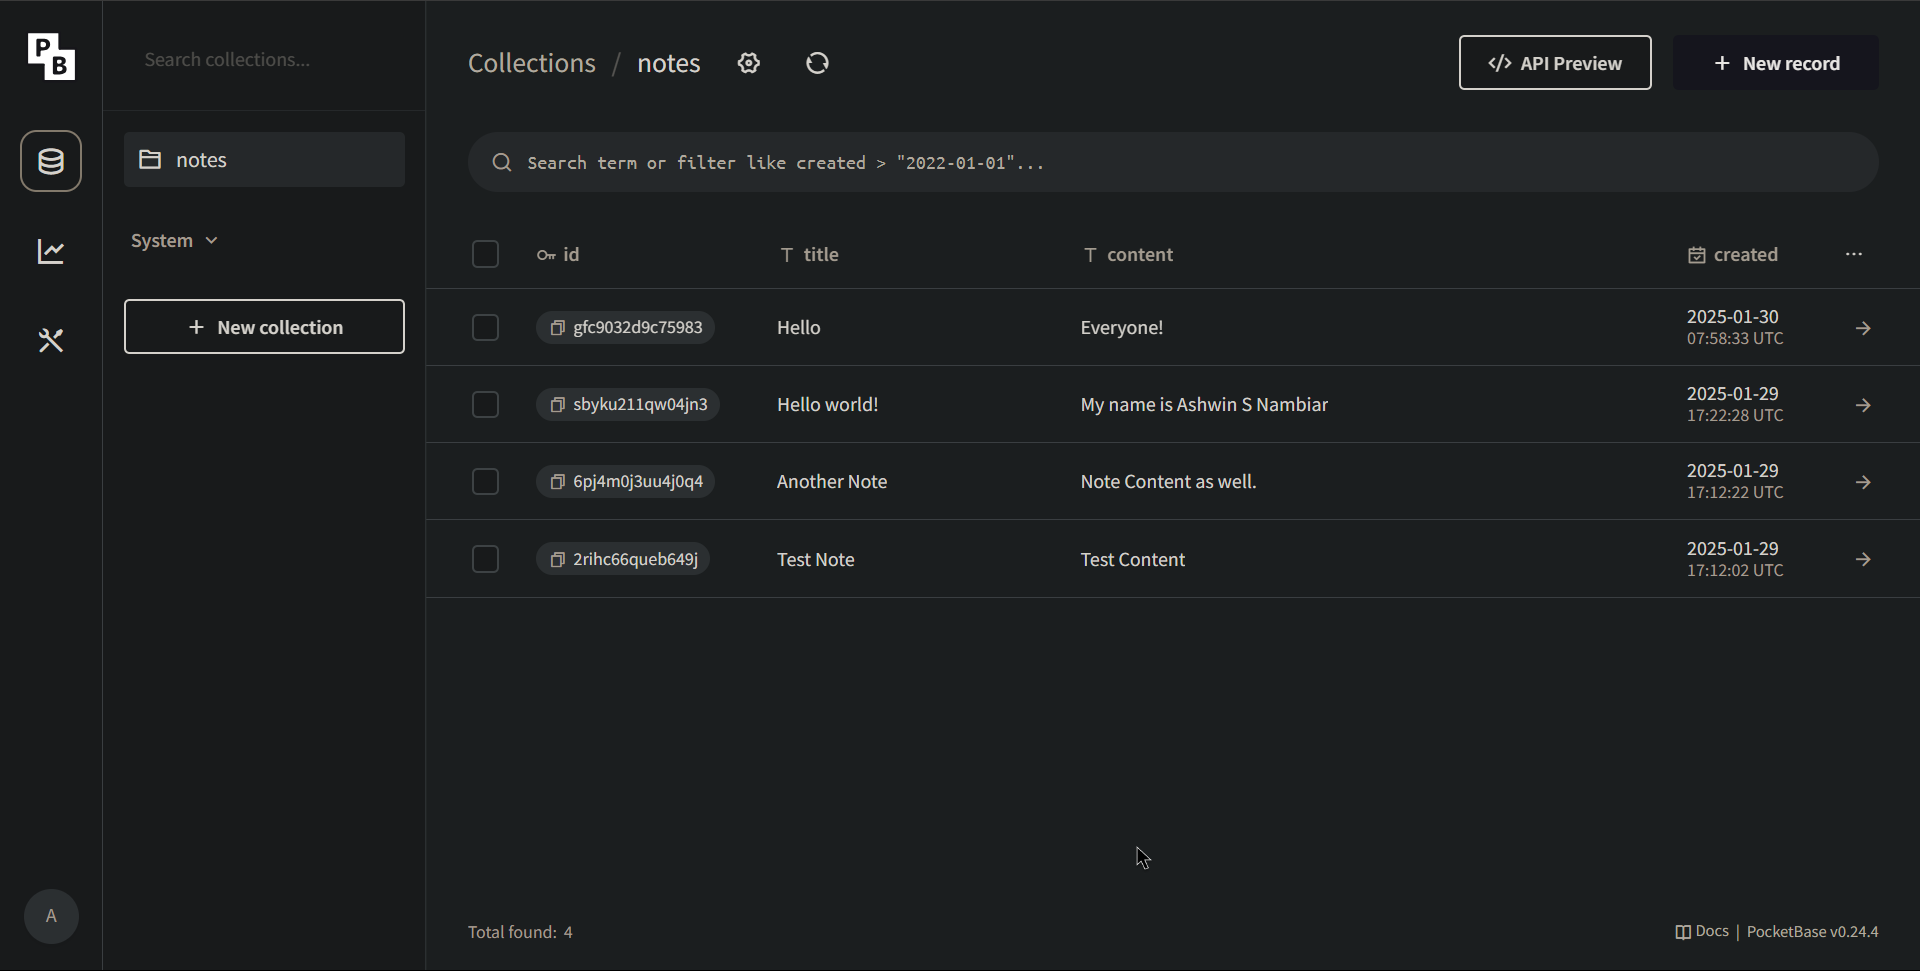 P
B
Search collections...
notes
System
+ New collection
A
Collections / notes
</> API Preview
+ New record
Search term or filter like created > "2022-01-01"...
id title content created ...
gfc9032d9c75983 Hello Everyone! 2025-01-30
07:58:33 UTC
sbyku211qw04jn3 Hello world! My name is Ashwin S Nambiar 2025-01-29
17:22:28 UTC
6pj4m0j3uu4j0q4 Another Note Note Content as well. 2025-01-29
17:12:22 UTC
2rihc66queb649j Test Note Test Content 2025-01-29
17:12:02 UTC
Total found: 4
Docs | PocketBase v0.24.4